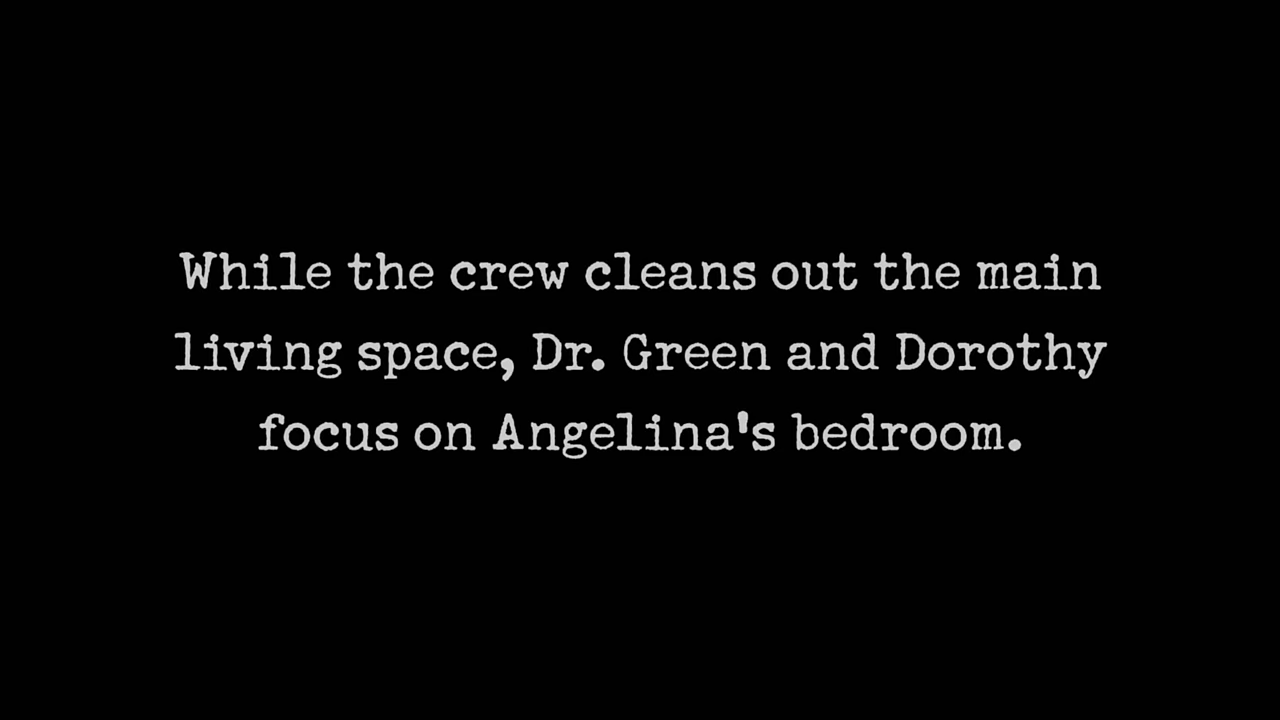 While the crew cleans out the main
living space, Dr. Green and Dorothy
focus on Angelina's bedroom.